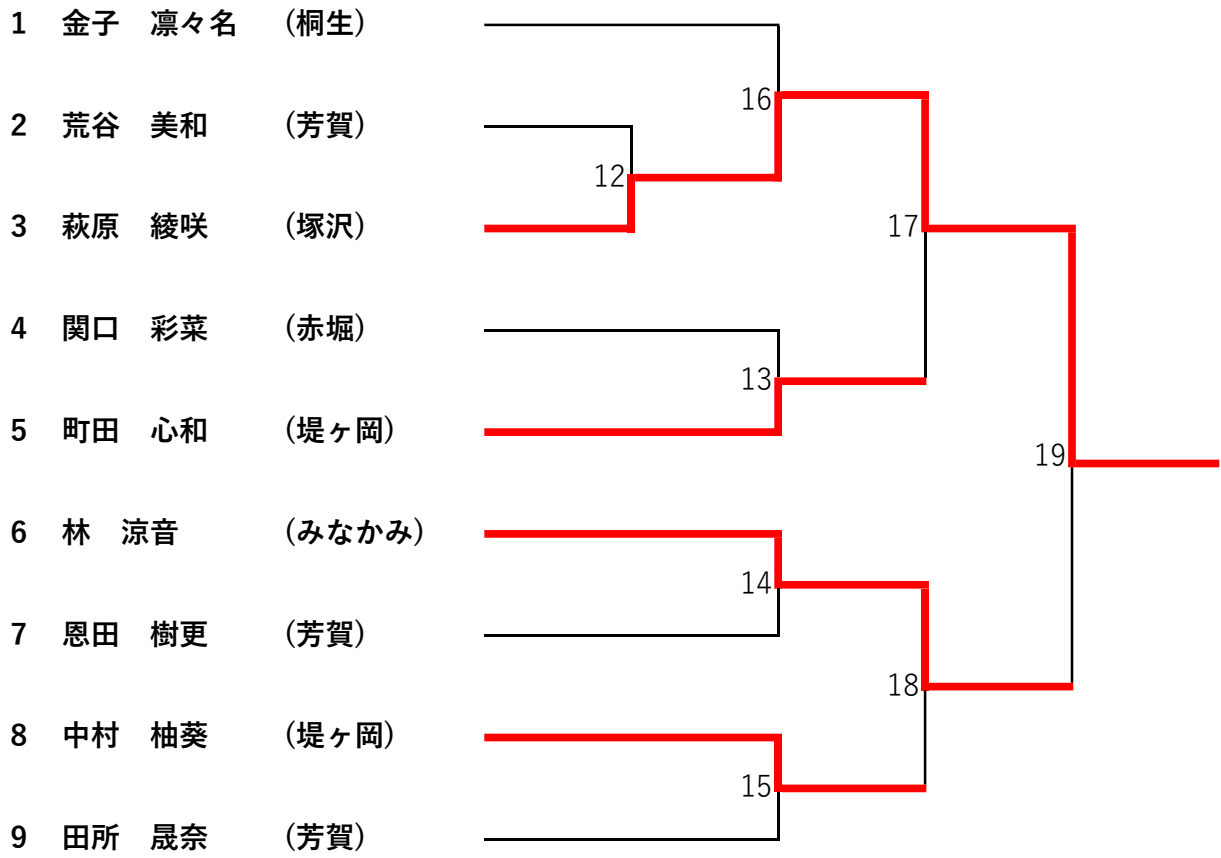 1 金子 凛々名 (桐生)
16
2 荒谷 美和 (芳賀)
12
3 萩原 綾咲 (塚沢)
17
4 関口 彩菜 (赤堀)
13
5 町田 心和 (堤ヶ岡)
19
6 林 涼音 (みなかみ)
14
7 恩田 樹更 (芳賀)
18
8 中村 柚葵 (堤ヶ岡)
15
9 田所 晟奈 (芳賀)